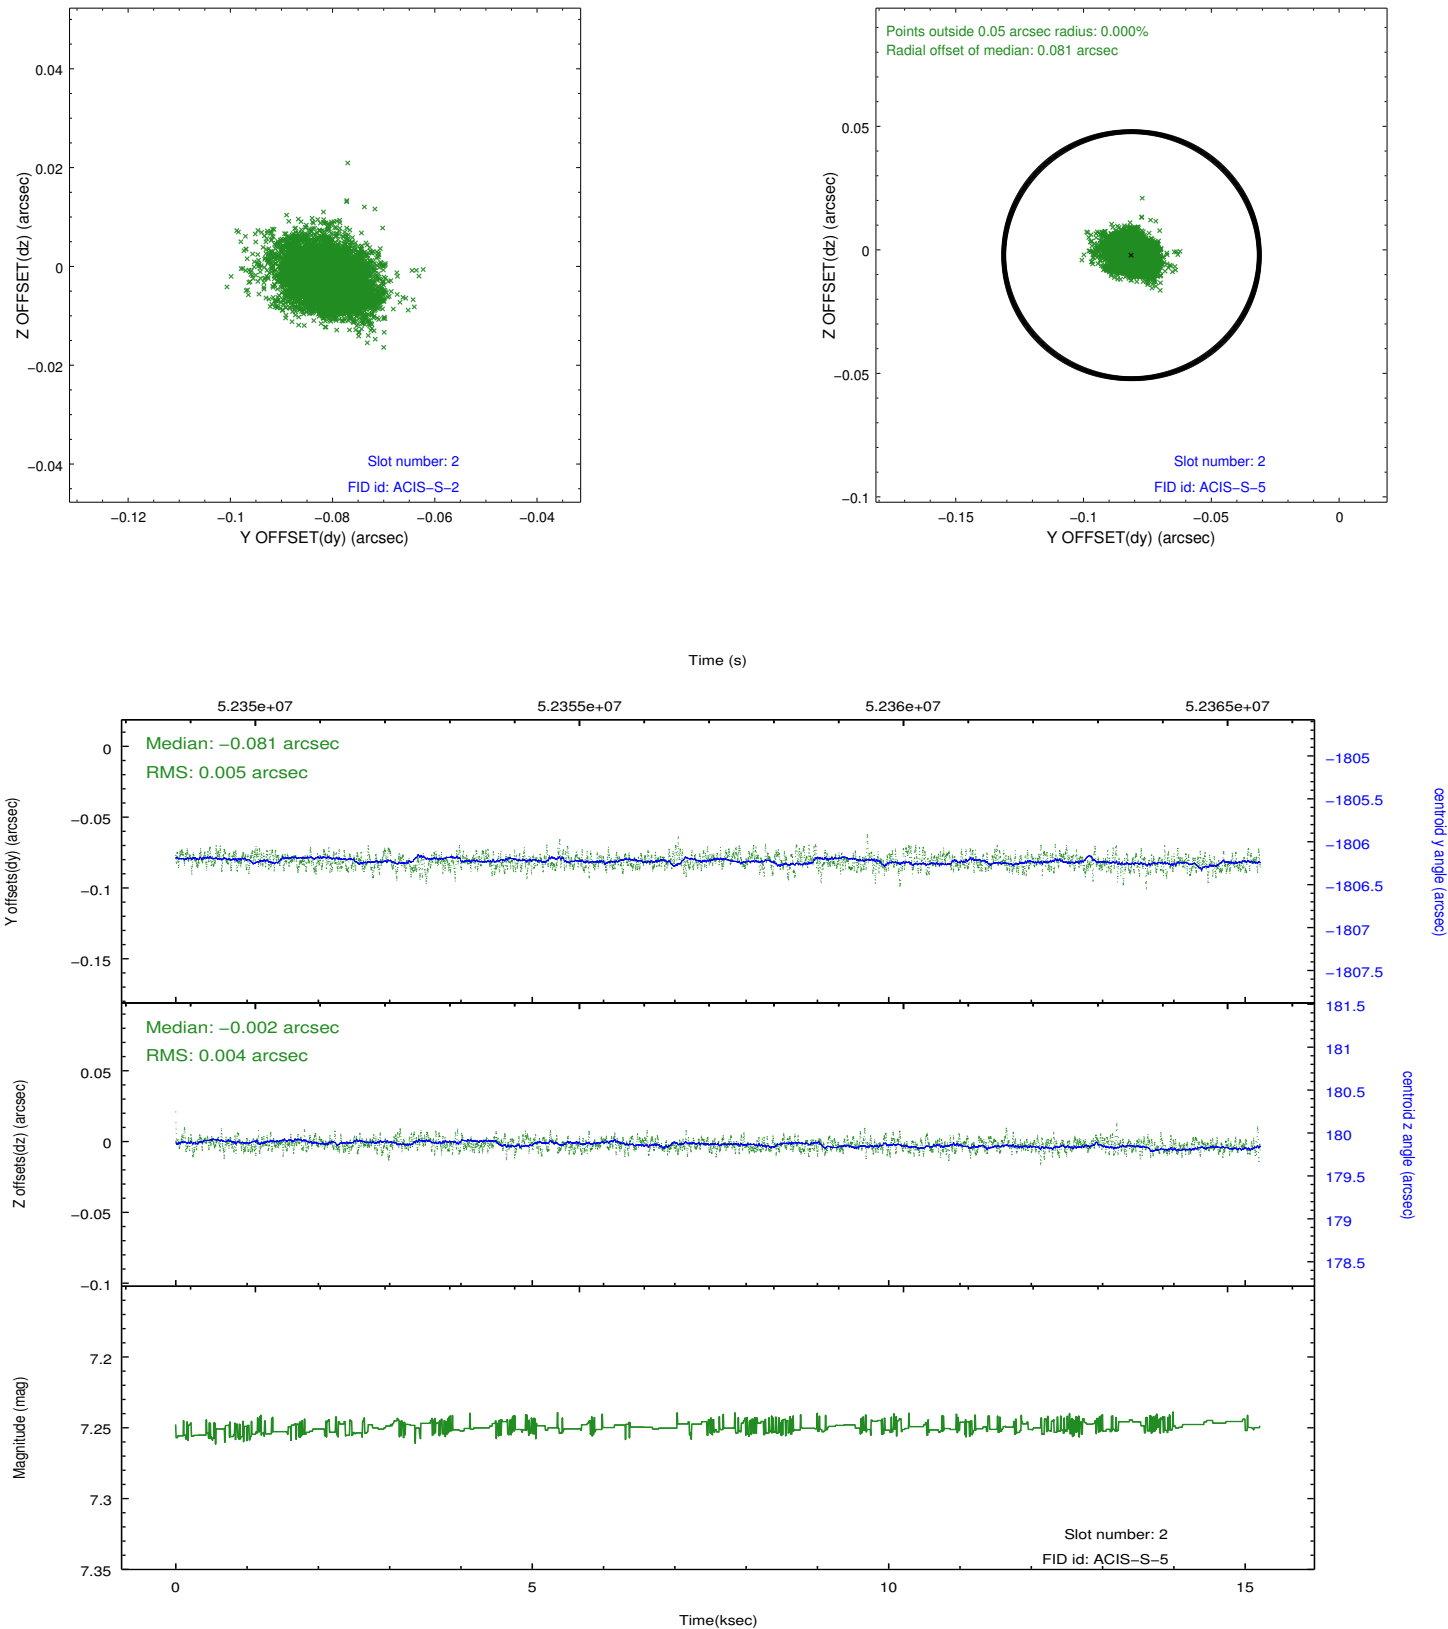 0.04
0.02
0
−0.02
−0.04
Z OFFSET(dz) (arcsec)
Slot number: 2
FID id: ACIS−S−2
−0.12
−0.1
−0.08
−0.06
−0.04
Y OFFSET(dy) (arcsec)
Points outside 0.05 arcsec radius: 0.000%
Radial offset of median: 0.081 arcsec
0.05
0
−0.05
−0.1
Z OFFSET(dz) (arcsec)
Slot number: 2
FID id: ACIS−S−5
−0.15
−0.1
−0.05
0
Y OFFSET(dy) (arcsec)
Time (s)
5.235e+07
5.2355e+07
5.236e+07
5.2365e+07
Median: −0.081 arcsec
RMS: 0.005 arcsec
0
−0.05
−0.1
−0.15
Y offsets(dy) (arcsec)
−1805
−1805.5
−1806
−1806.5
−1807
−1807.5
centroid y angle (arcsec)
Median: −0.002 arcsec
RMS: 0.004 arcsec
0.05
0
−0.05
−0.1
Z offsets(dz) (arcsec)
181.5
181
180.5
180
179.5
179
178.5
centroid z angle (arcsec)
7.2
7.25
7.3
7.35
Magnitude (mag)
Slot number: 2
FID id: ACIS−S−5
0
5
10
15
Time(ksec)